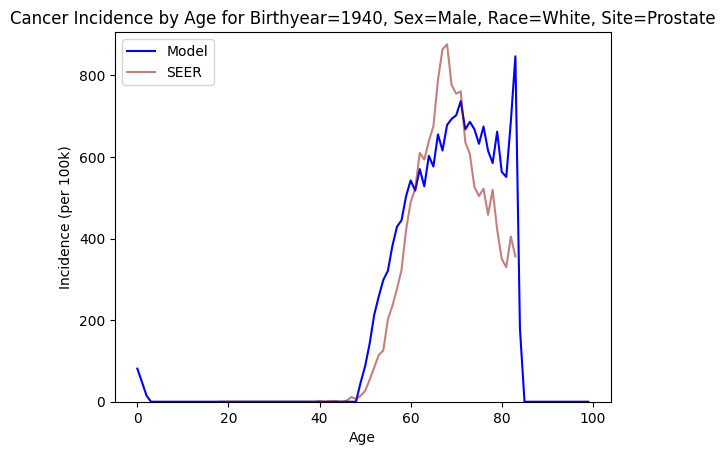 Cancer Incidence by Age for Birthyear=1940, Sex=Male, Race=White, Site=Prostate
Model
SEER
Incidence (per 100k)
800
600
400
200
0
0 20 40 60 80 100
Age